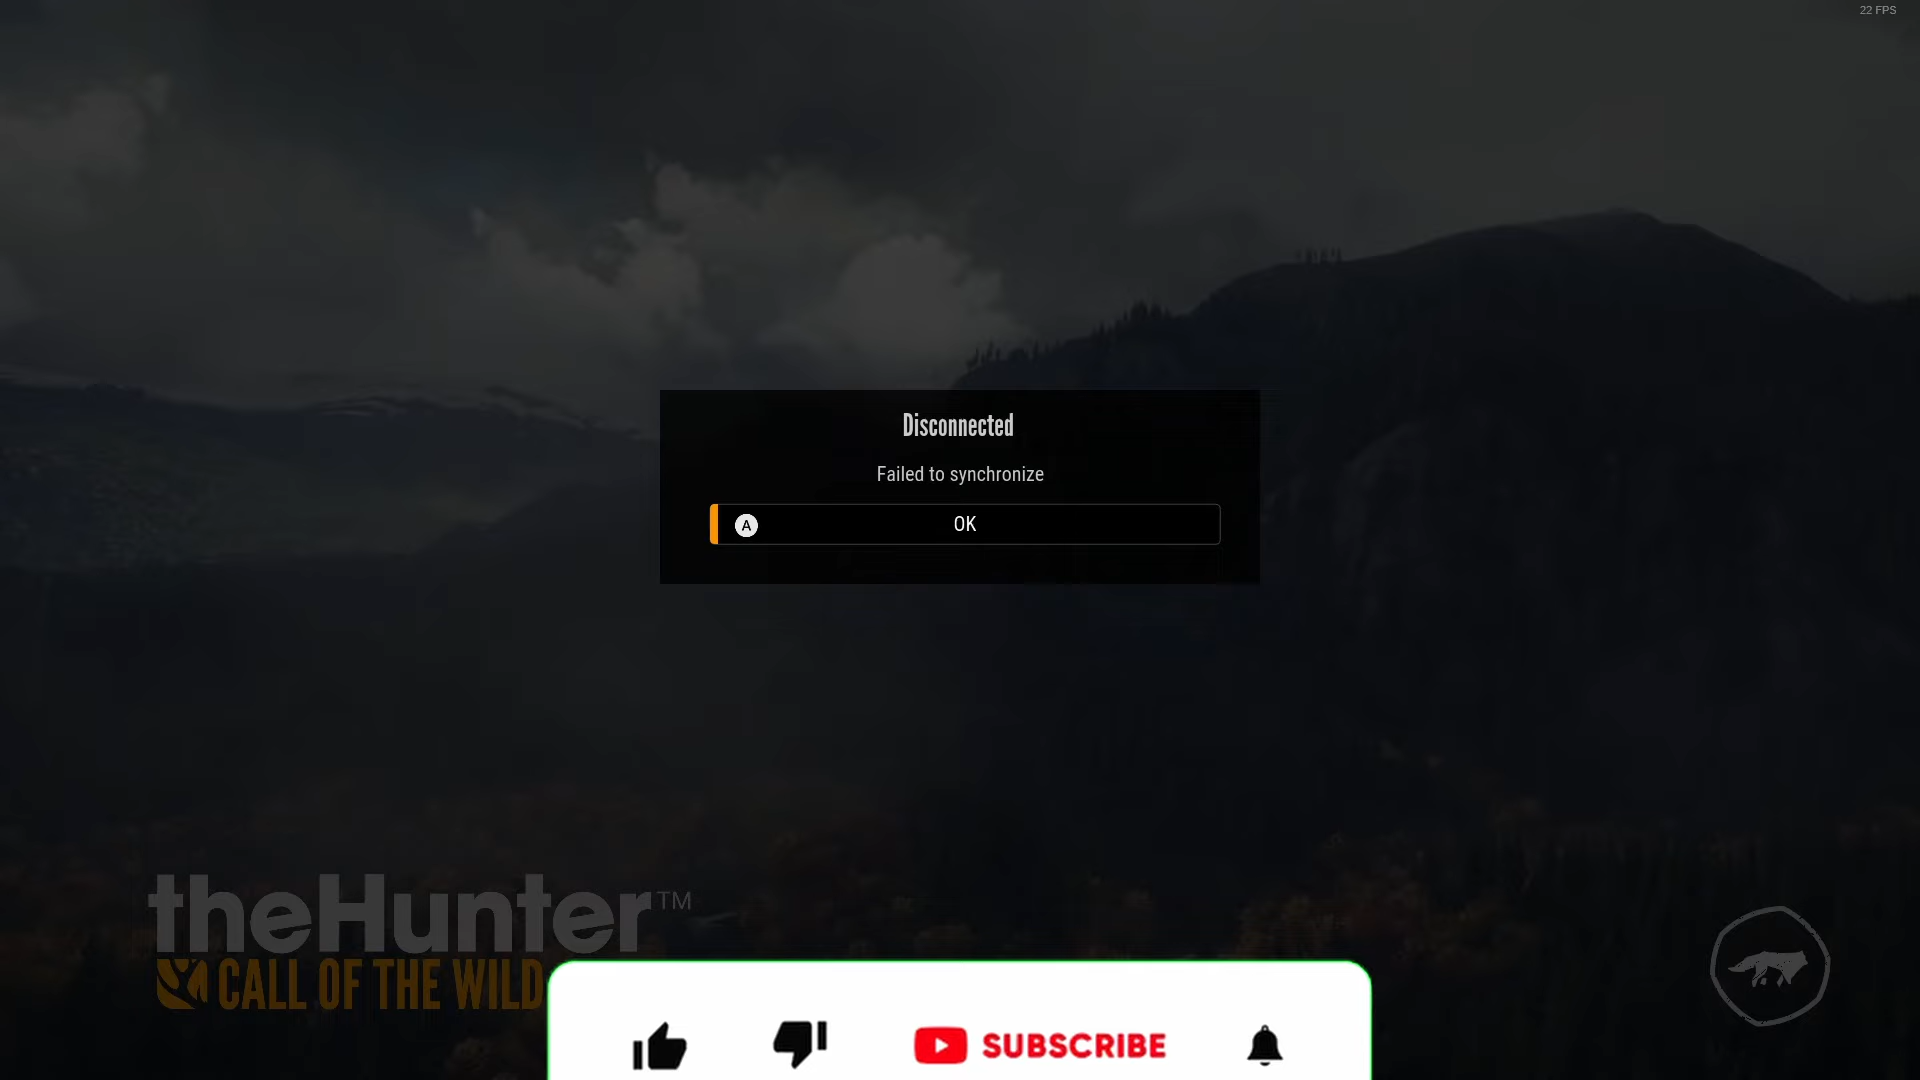 22 FPS
Disconnected
Failed to synchronize
A OK
theHunter™
CALL OF THE WILD
SUBSCRIBE